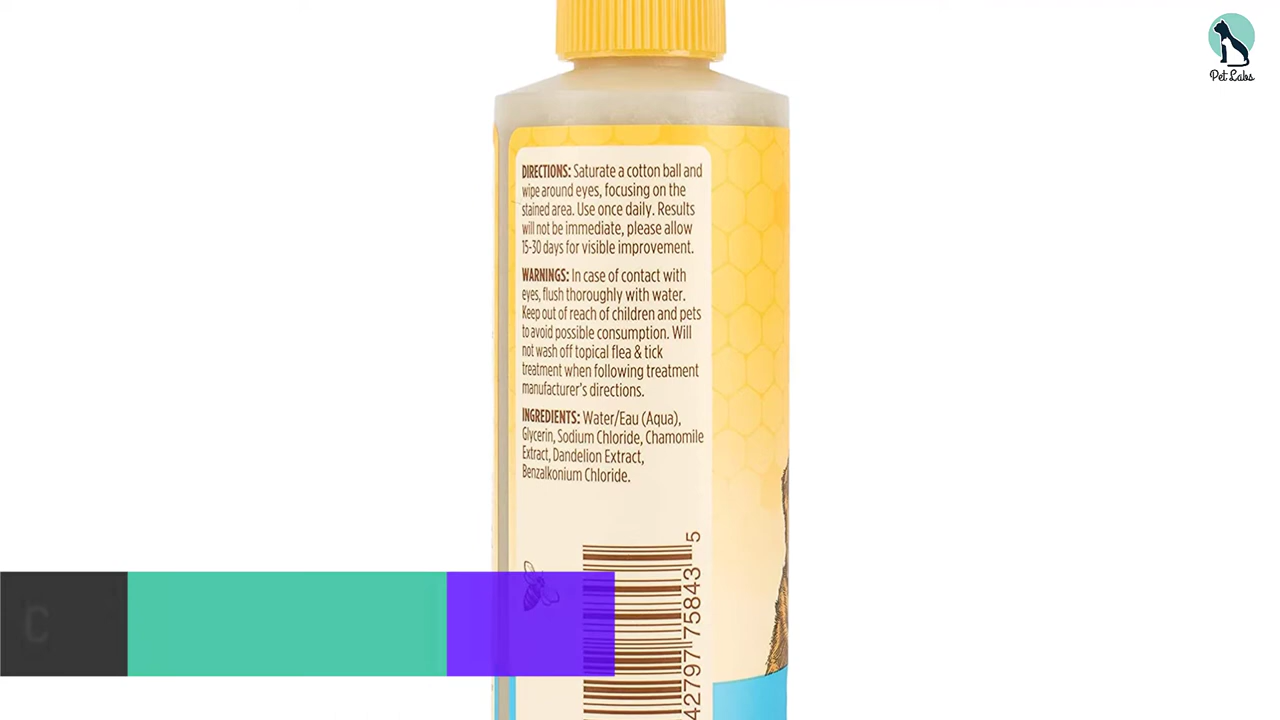 Pet Labs
DIRECTIONS: Saturate a cotton ball and
wipe around eyes, focusing on the
stained area. Use once daily. Results
will not be immediate, please allow
15-30 days for visible improvement.
WARNINGS: In case of contact with
eyes, flush thoroughly with water.
Keep out of reach of children and pets
to avoid possible consumption. Will
not wash off topical flea & tick
treatment when following treatment
manufacturer's directions.
INGREDIENTS: Water/Eau (Aqua),
Glycerin, Sodium Chloride, Chamomile
Extract, Dandelion Extract,
Benzalkonium Chloride.
42797 75843 5
C